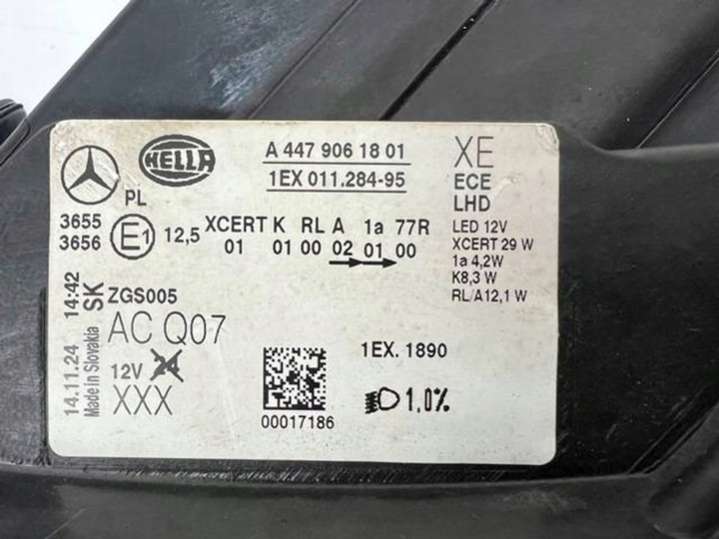 HELLA
PL
A 447 906 18 01
1EX 011.284-95
XE
ECE
LHD
3655
3656
E1
12,5
XCERT K RL A 1a 77R
01 01 00 02 01 00
LED 12V
XCERT 29 W
1a 4,2W
K8,3 W
RL/A12,1 W
14.11.24 14:42
Made in Slovakia SK
ZGS005
AC Q07
12V 24
XXX
1EX. 1890
1,0%
00017186